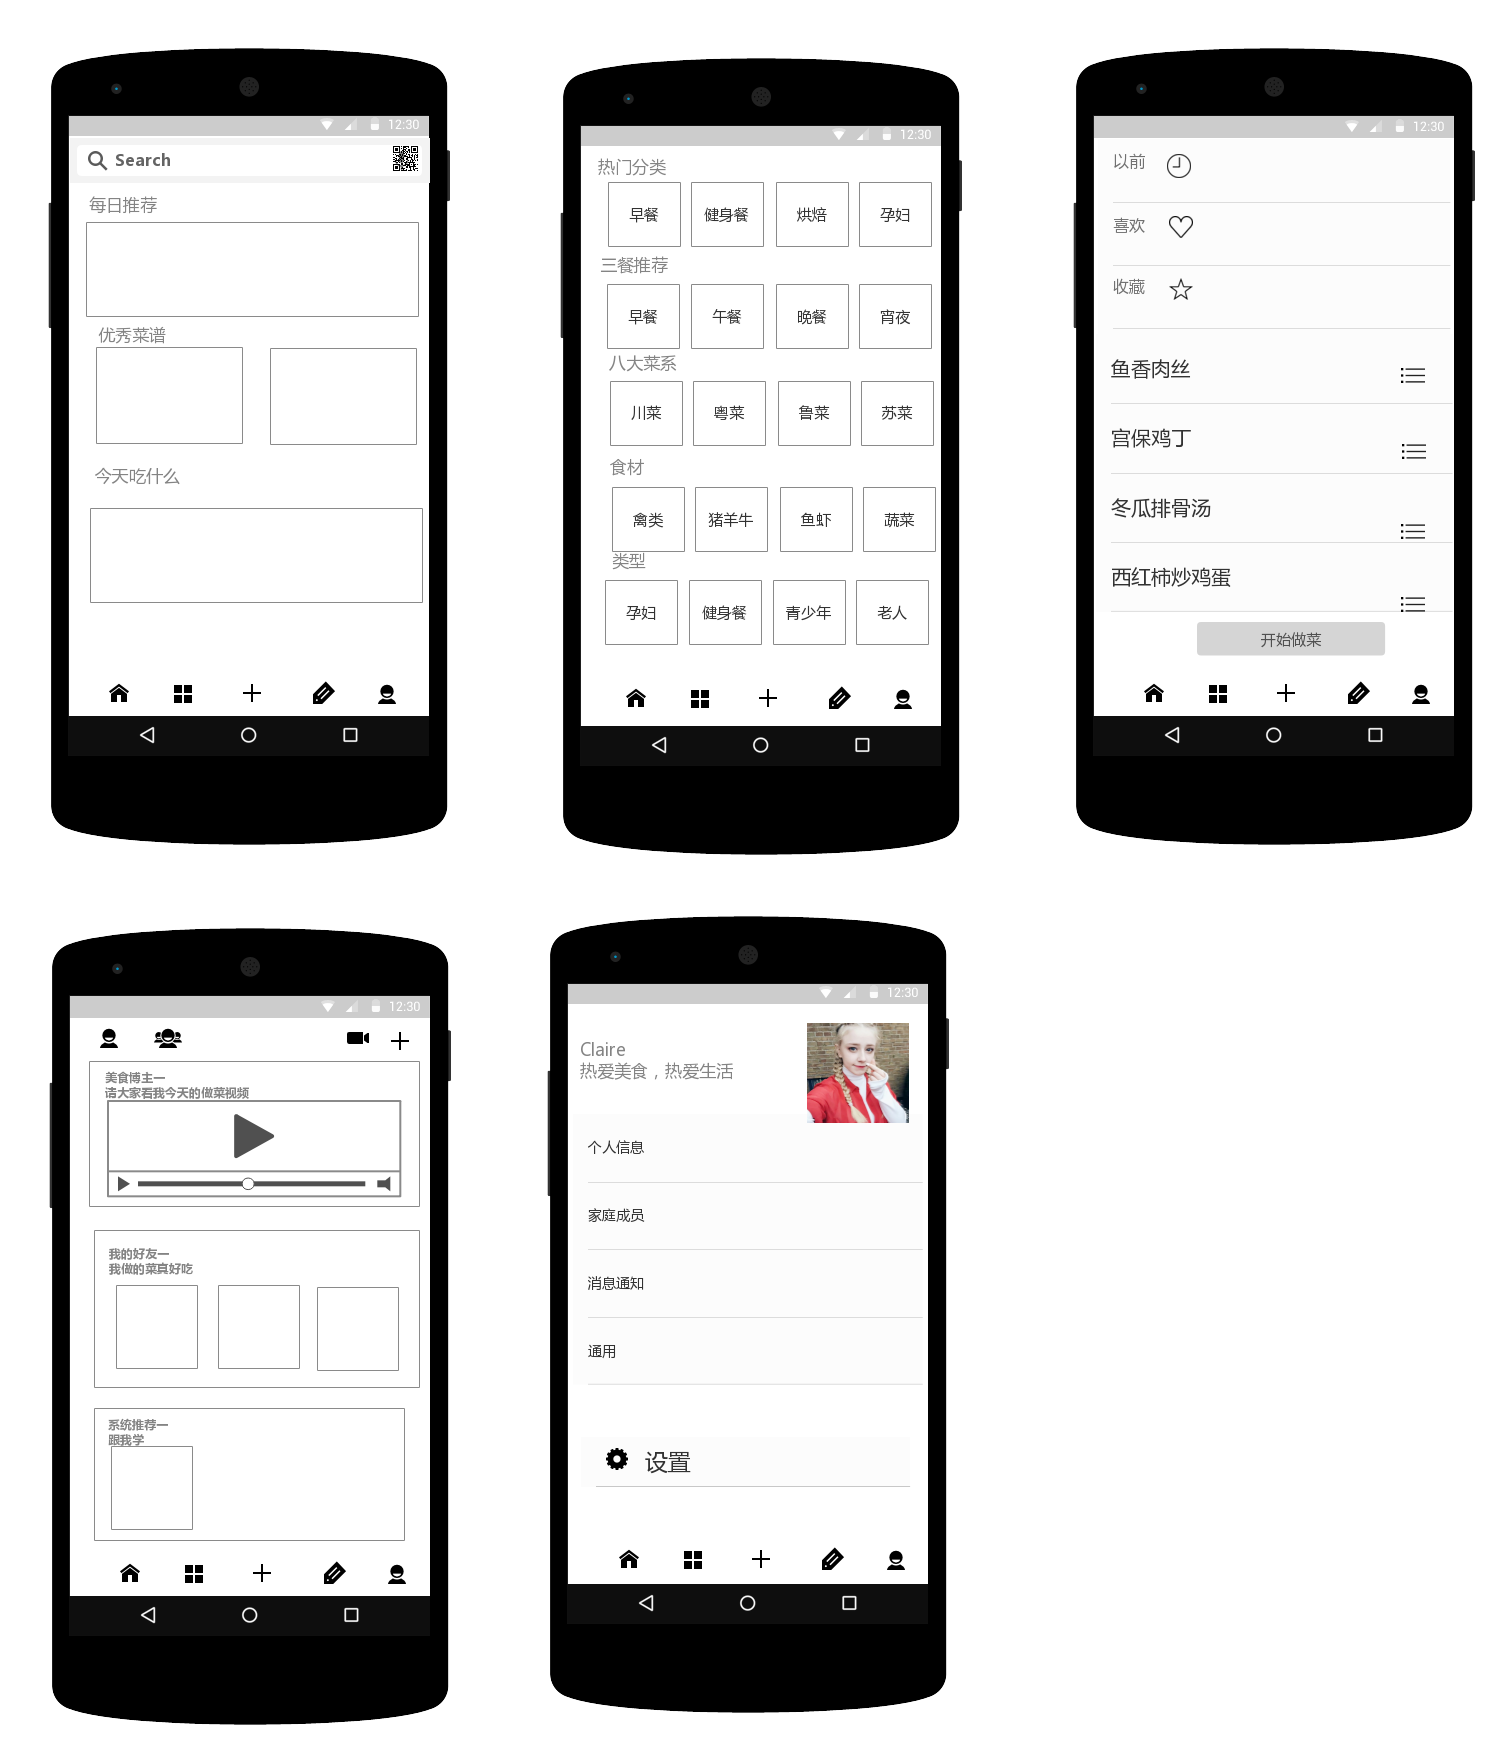 12:30
Search
每日推荐
优秀菜谱
今天吃什么
12:30
热门分类
早餐 健身餐 烘焙 孕妇
三餐推荐
早餐 午餐 晚餐 宵夜
八大菜系
川菜 粤菜 鲁菜 苏菜
食材
禽类 猪羊牛 鱼虾 蔬菜
类型
孕妇 健身餐 青少年 老人
12:30
以前
喜欢
收藏
鱼香肉丝
宫保鸡丁
冬瓜排骨汤
西红柿炒鸡蛋
开始做菜
12:30
美食博主一
请大家看我今天的做菜视频
我的好友一
我做的菜真好吃
系统推荐一
跟我学
12:30
Claire
热爱美食，热爱生活
个人信息
家庭成员
消息通知
通用
设置